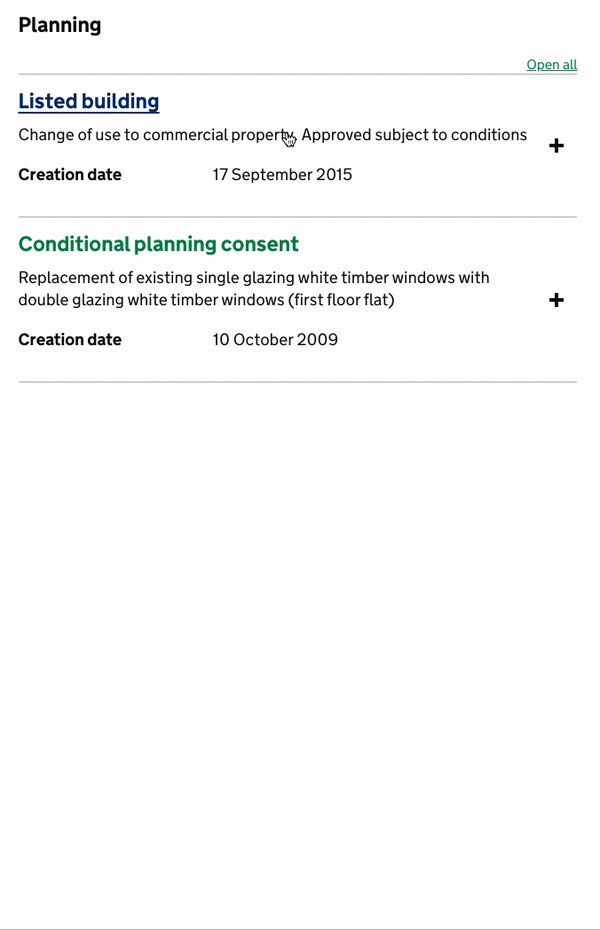 Planning
Open all
Listed building
Change of use to commercial property. Approved subject to conditions
Creation date 17 September 2015
Conditional planning consent
Replacement of existing single glazing white timber windows with
double glazing white timber windows (first floor flat)
Creation date 10 October 2009